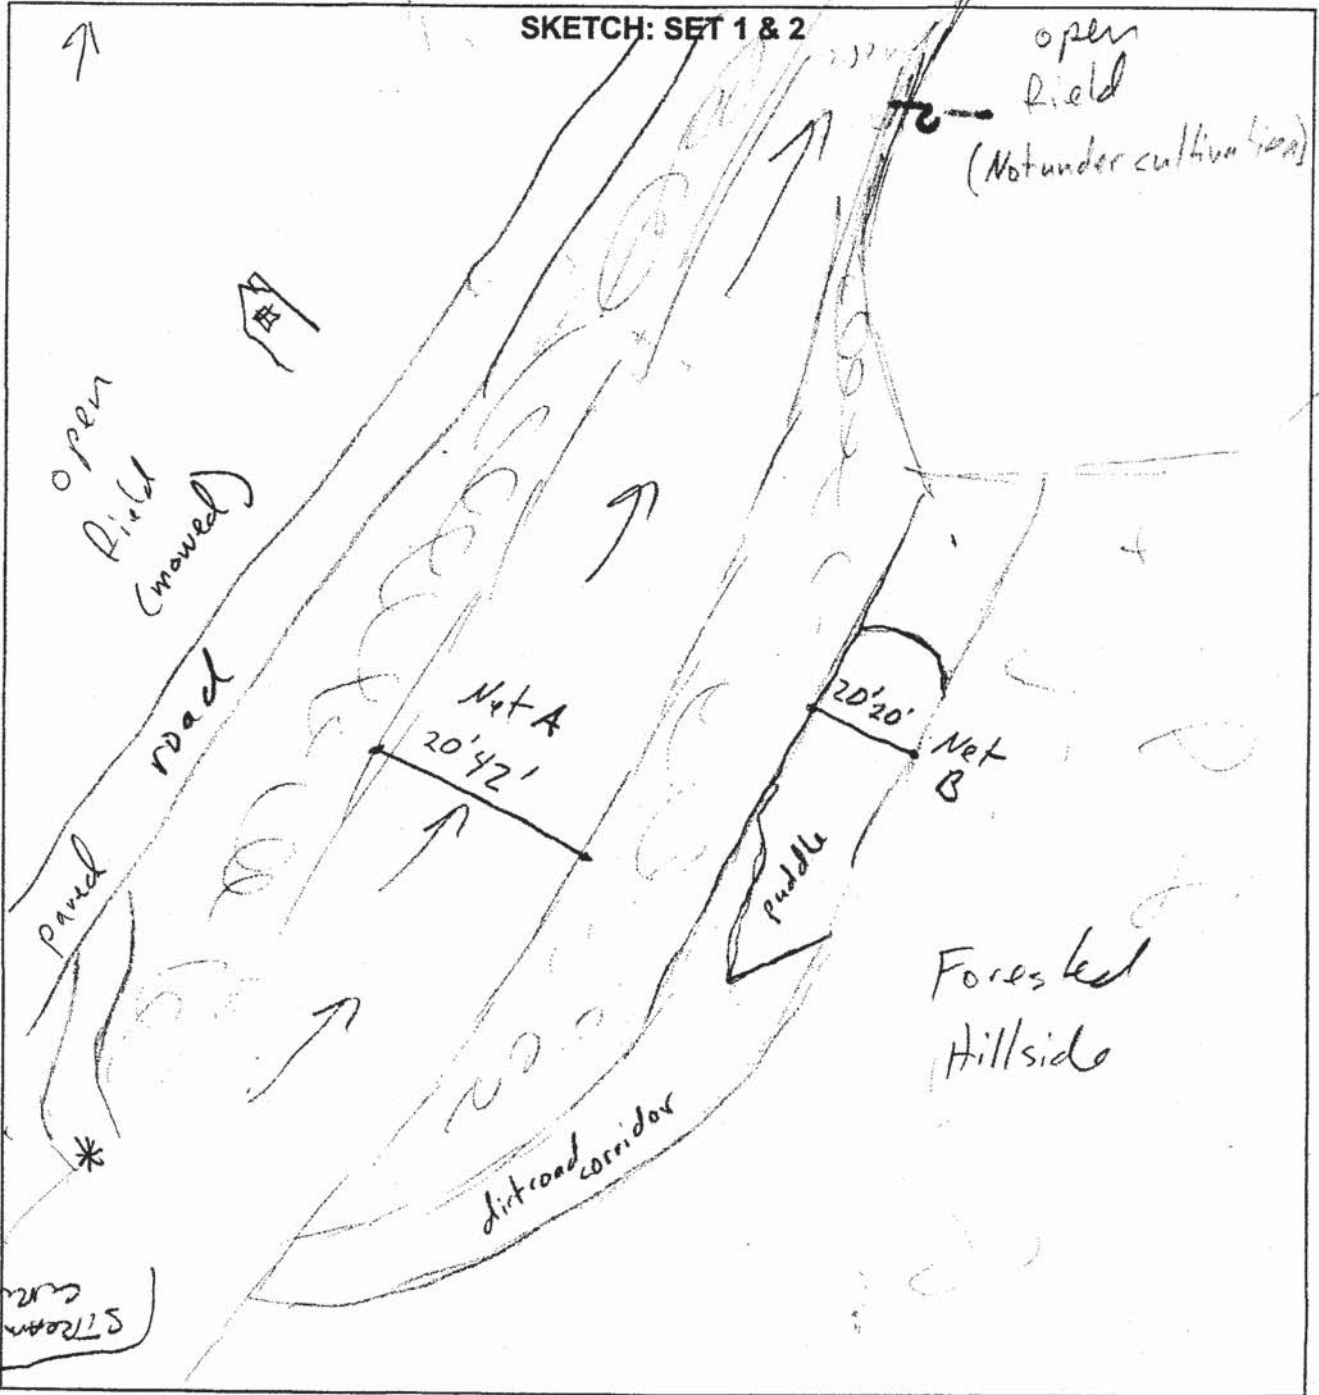 SKETCH: SET 1 & 2
open
field
(Not under cultivation)
open
field
(mowed)
paved road
Net A
20'42'
20'20'
Net
B
puddle
Forested
Hillside
dirt road corridor
STREAM